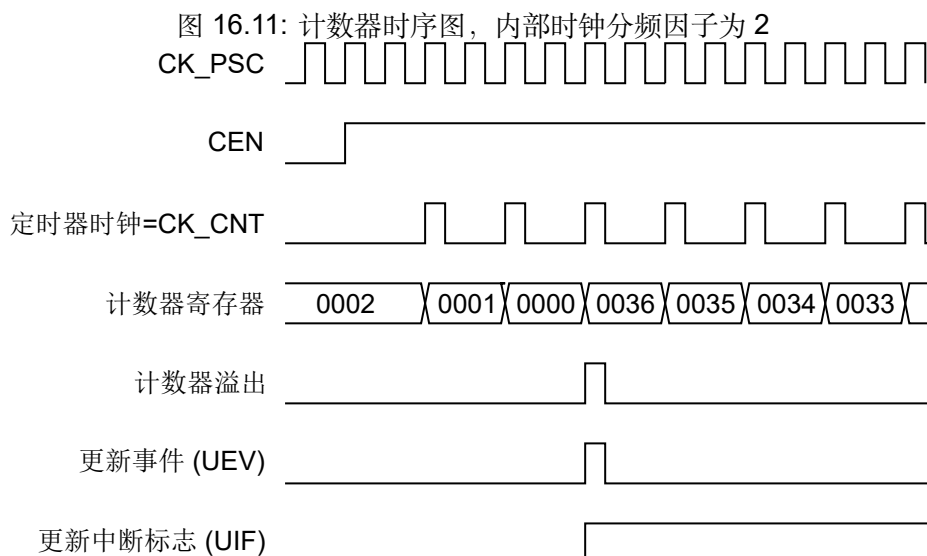 图 16.11: 计数器时序图，内部时钟分频因子为 2
CK_PSC
CEN
定时器时钟=CK_CNT
计数器寄存器 0002 0001 0000 0036 0035 0034 0033
计数器溢出
更新事件 (UEV)
更新中断标志 (UIF)